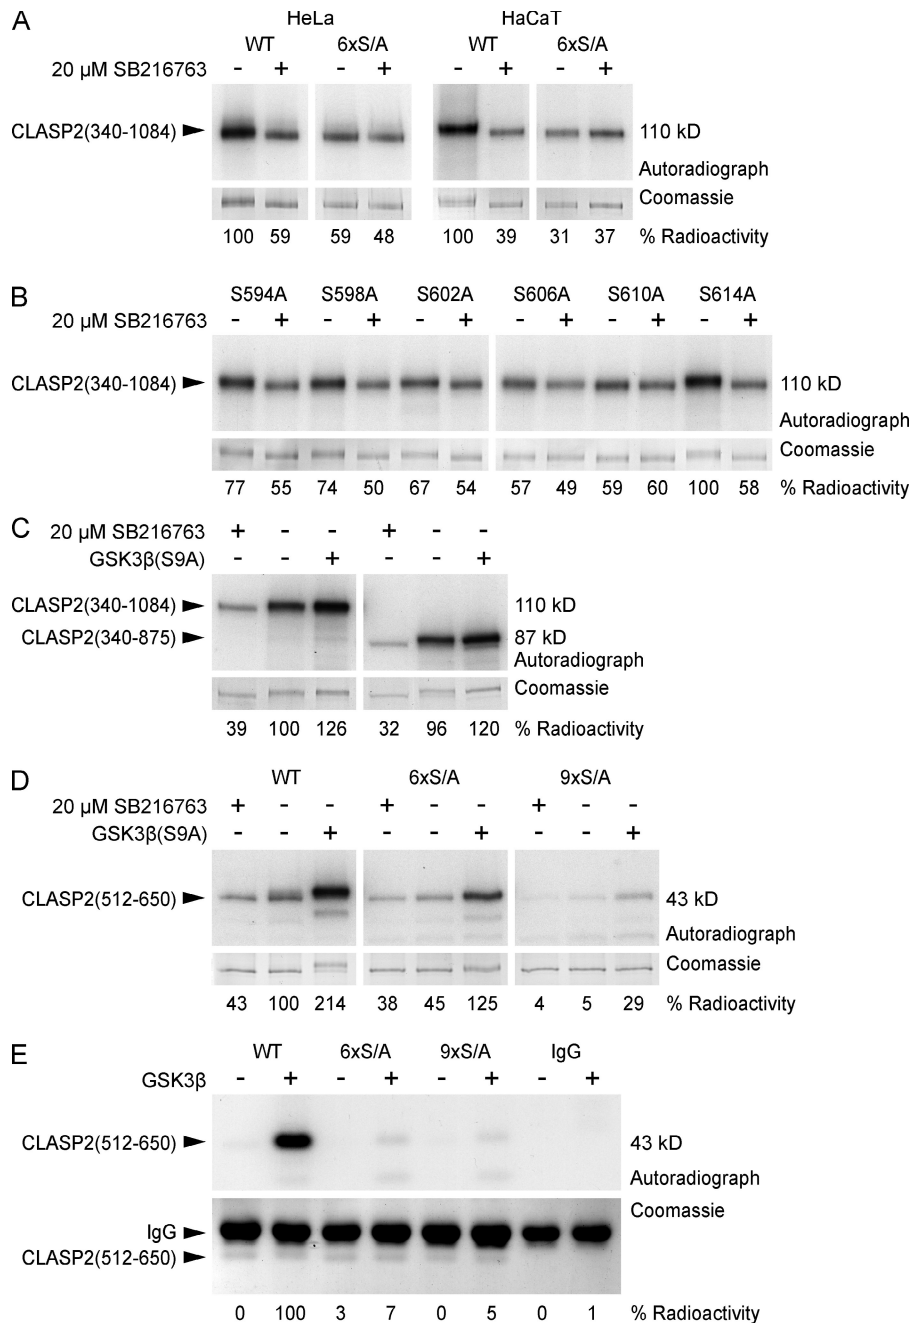 A HeLa HaCaT
WT 6xS/A WT 6xS/A
20 µM SB216763 - + - + - + - +
CLASP2(340-1084) 110 kD
Autoradiograph
Coomassie
100 59 59 48 100 39 31 37 % Radioactivity
B S594A S598A S602A S606A S610A S614A
20 µM SB216763 - + - + - + - + - + - +
CLASP2(340-1084) 110 kD
Autoradiograph
Coomassie
77 55 74 50 67 54 57 49 59 60 100 58 % Radioactivity
C 20 µM SB216763 + - - + - -
GSK3β(S9A) - - + - - +
CLASP2(340-1084) 110 kD
CLASP2(340-875) 87 kD
Autoradiograph
Coomassie
39 100 126 32 96 120 % Radioactivity
D WT 6xS/A 9xS/A
20 µM SB216763 + - - + - - + - -
GSK3β(S9A) - - + - - + - - +
CLASP2(512-650) 43 kD
Autoradiograph
Coomassie
43 100 214 38 45 125 4 5 29 % Radioactivity
E WT 6xS/A 9xS/A IgG
GSK3β - + - + - + - +
CLASP2(512-650) 43 kD
Autoradiograph
Coomassie
IgG
CLASP2(512-650)
0 100 3 7 0 5 0 1 % Radioactivity